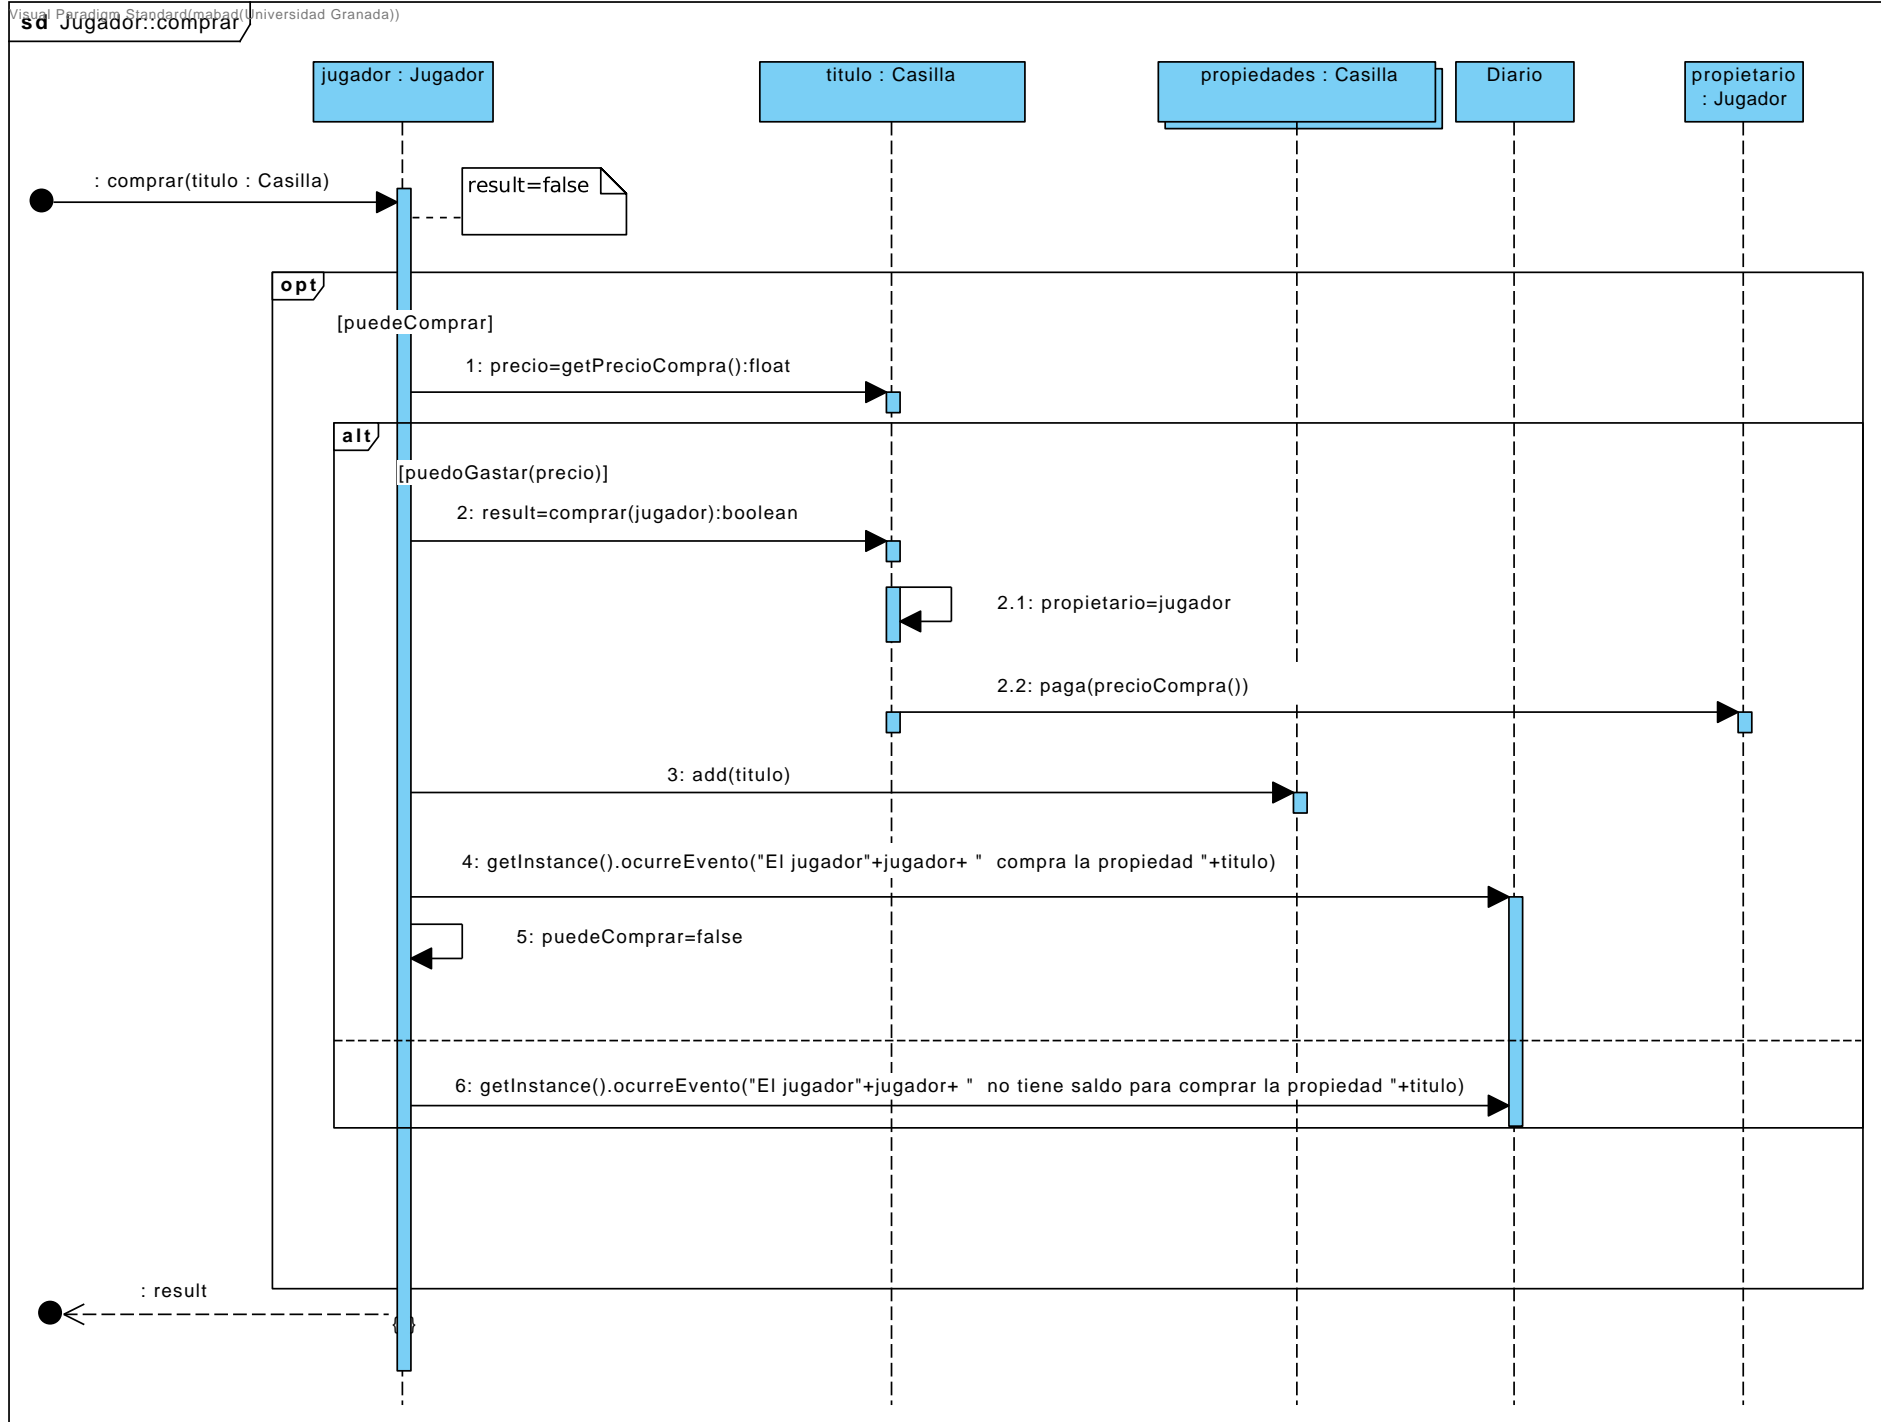 Visual Paradigm Standard(mabad(Universidad Granada))
sd Jugador::comprar
jugador : Jugador
titulo : Casilla
propiedades : Casilla
Diario
propietario
: Jugador
: comprar(titulo : Casilla)
result=false
opt
[puedeComprar]
1: precio=getPrecioCompra():float
alt
[puedoGastar(precio)]
2: result=comprar(jugador):boolean
2.1: propietario=jugador
2.2: paga(precioCompra())
3: add(titulo)
4: getInstance().ocurreEvento("El jugador"+jugador+ "  compra la propiedad "+titulo)
5: puedeComprar=false
6: getInstance().ocurreEvento("El jugador"+jugador+ "  no tiene saldo para comprar la propiedad "+titulo)
: result
{}